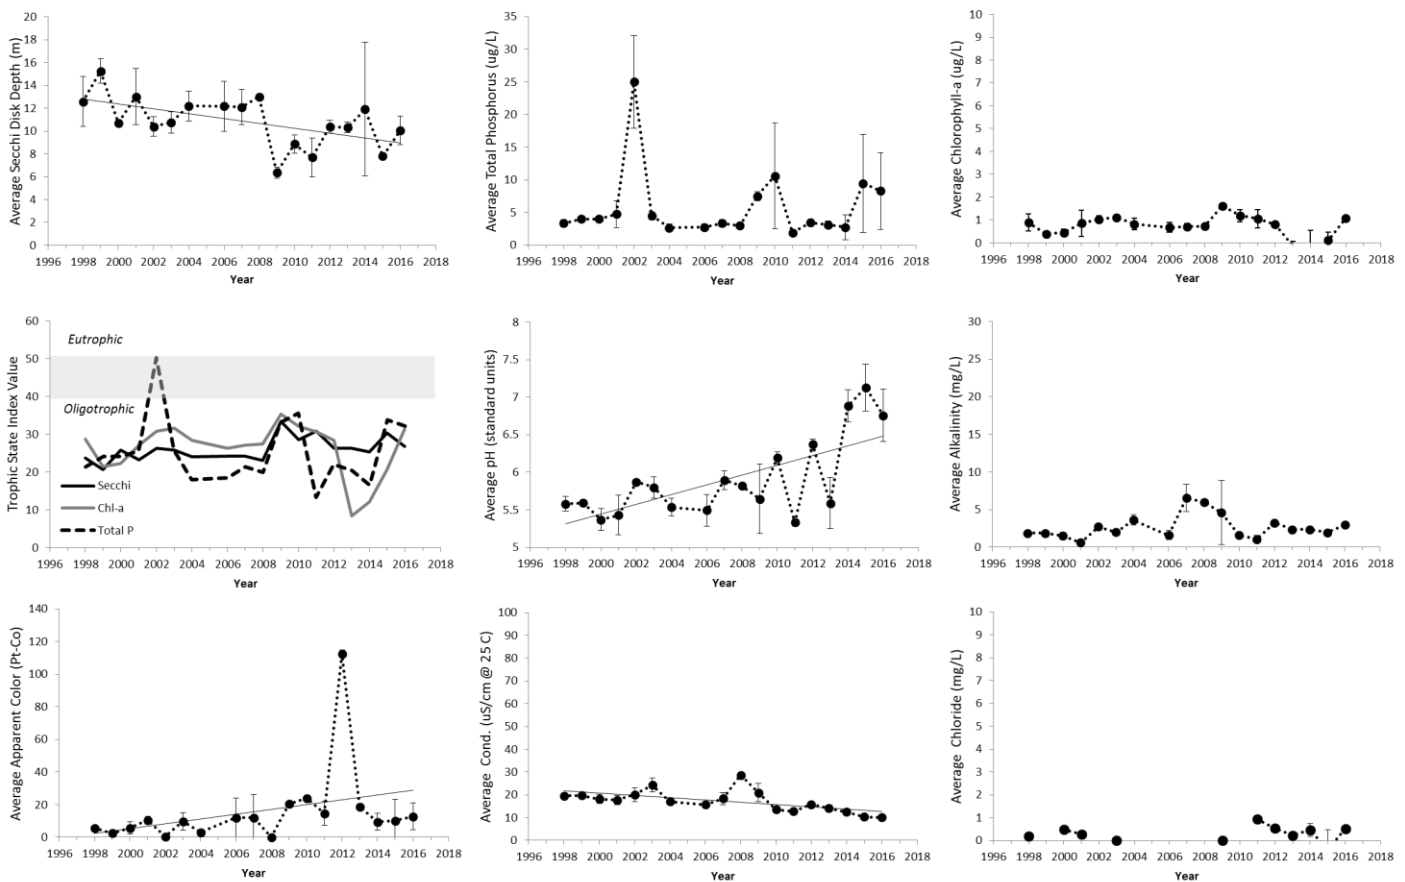 Average Secchi Disk Depth (m)
20
18
16
14
12
10
8
6
4
2
0
1996 1998 2000 2002 2004 2006 2008 2010 2012 2014 2016 2018
Year
Average Total Phosphorus (ug/L)
35
30
25
20
15
10
5
0
1996 1998 2000 2002 2004 2006 2008 2010 2012 2014 2016 2018
Year
Average Chlorophyll-a (ug/L)
10
9
8
7
6
5
4
3
2
1
0
1996 1998 2000 2002 2004 2006 2008 2010 2012 2014 2016 2018
Year
Trophic State Index Value
60
50
40
30
20
10
0
Eutrophic
Oligotrophic
Secchi
Chl-a
Total P
1996 1998 2000 2002 2004 2006 2008 2010 2012 2014 2016 2018
Year
Average pH (standard units)
8
7.5
7
6.5
6
5.5
5
1996 1998 2000 2002 2004 2006 2008 2010 2012 2014 2016 2018
Year
Average Alkalinity (mg/L)
30
25
20
15
10
5
0
1996 1998 2000 2002 2004 2006 2008 2010 2012 2014 2016 2018
Year
Average Apparent Color (Pt-Co)
140
120
100
80
60
40
20
0
1996 1998 2000 2002 2004 2006 2008 2010 2012 2014 2016 2018
Year
Average Cond. (uS/cm @ 25 C)
100
90
80
70
60
50
40
30
20
10
0
1996 1998 2000 2002 2004 2006 2008 2010 2012 2014 2016 2018
Year
Average Chloride (mg/L)
10
9
8
7
6
5
4
3
2
1
0
1996 1998 2000 2002 2004 2006 2008 2010 2012 2014 2016 2018
Year